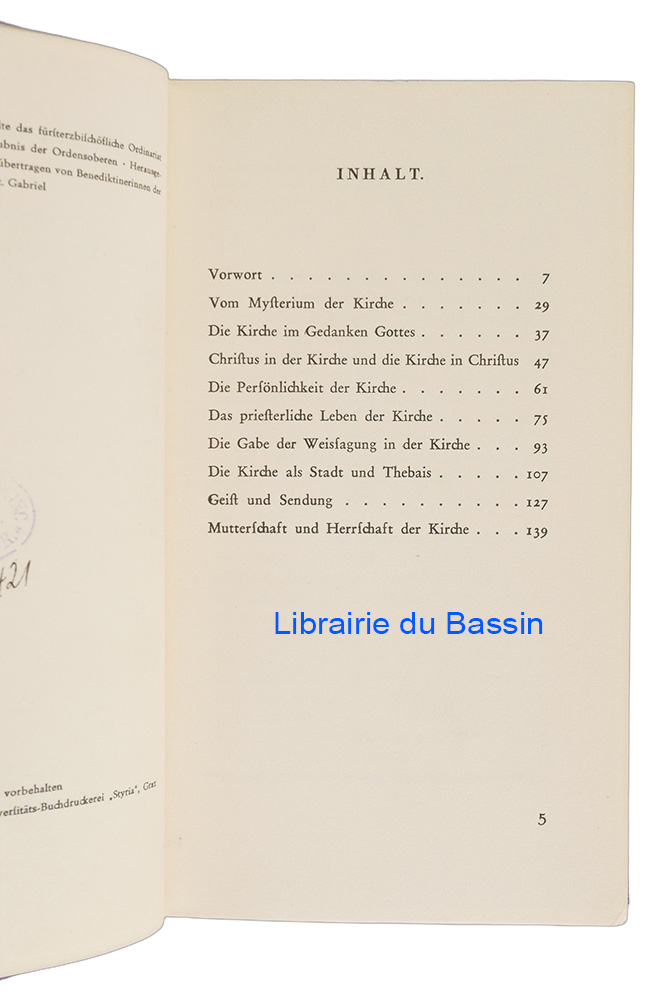 das fürſterzbiſchöfliche Ordinariat
der Ordensoberen · Herausge-
übertragen von Benediktinerinnen der
Gabriel
421
vorbehalten
Buchdruckerei „Styria“, Graz
INHALT.
Vorwort . . . . . . . . . . . . . . 7
Vom Myſterium der Kirche . . . . . . . 29
Die Kirche im Gedanken Gottes . . . . . . 37
Chriſtus in der Kirche und die Kirche in Chriſtus 47
Die Perſönlichkeit der Kirche . . . . . . . 61
Das prieſterliche Leben der Kirche . . . . . 75
Die Gabe der Weisſagung in der Kirche . . . 93
Die Kirche als Stadt und Thebais . . . . . 107
Geiſt und Sendung . . . . . . . . . . 127
Mutterſchaft und Herrſchaft der Kirche . . . 139
Librairie du Bassin
5